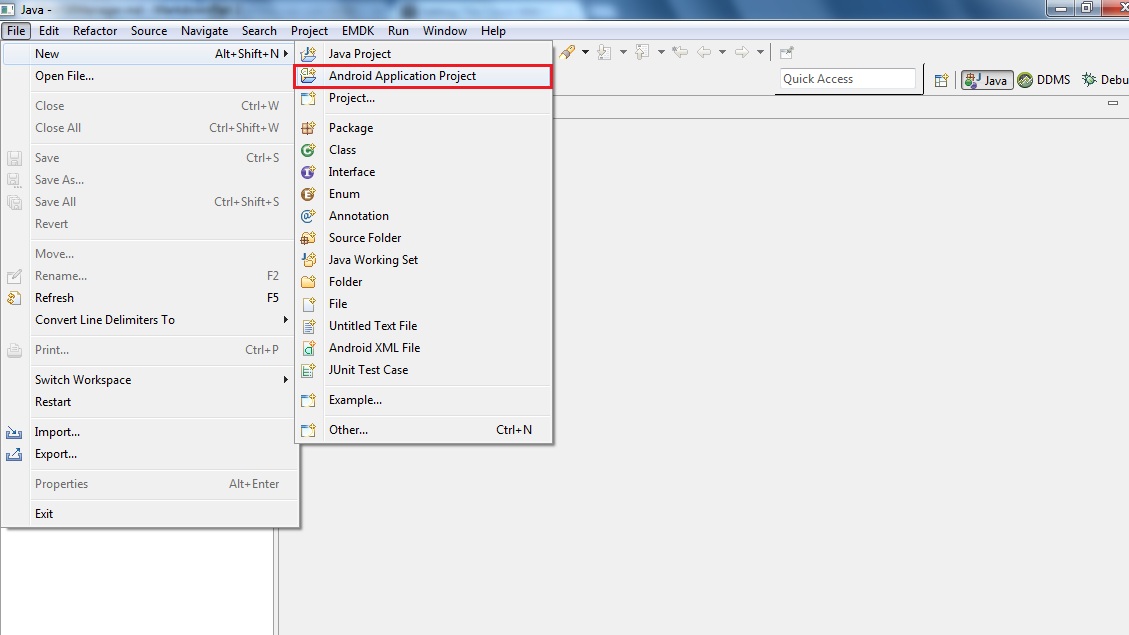 Java -
File Edit Refactor Source Navigate Search Project EMDK Run Window Help
New Alt+Shift+N
Open File...
Close Ctrl+W
Close All Ctrl+Shift+W
Save Ctrl+S
Save As...
Save All Ctrl+Shift+S
Revert
Move...
Rename... F2
Refresh F5
Convert Line Delimiters To
Print... Ctrl+P
Switch Workspace
Restart
Import...
Export...
Properties Alt+Enter
Exit
Java Project
Android Application Project
Project...
Package
Class
Interface
Enum
Annotation
Source Folder
Java Working Set
Folder
File
Untitled Text File
Android XML File
JUnit Test Case
Example...
Other... Ctrl+N
Quick Access
Java DDMS Debu